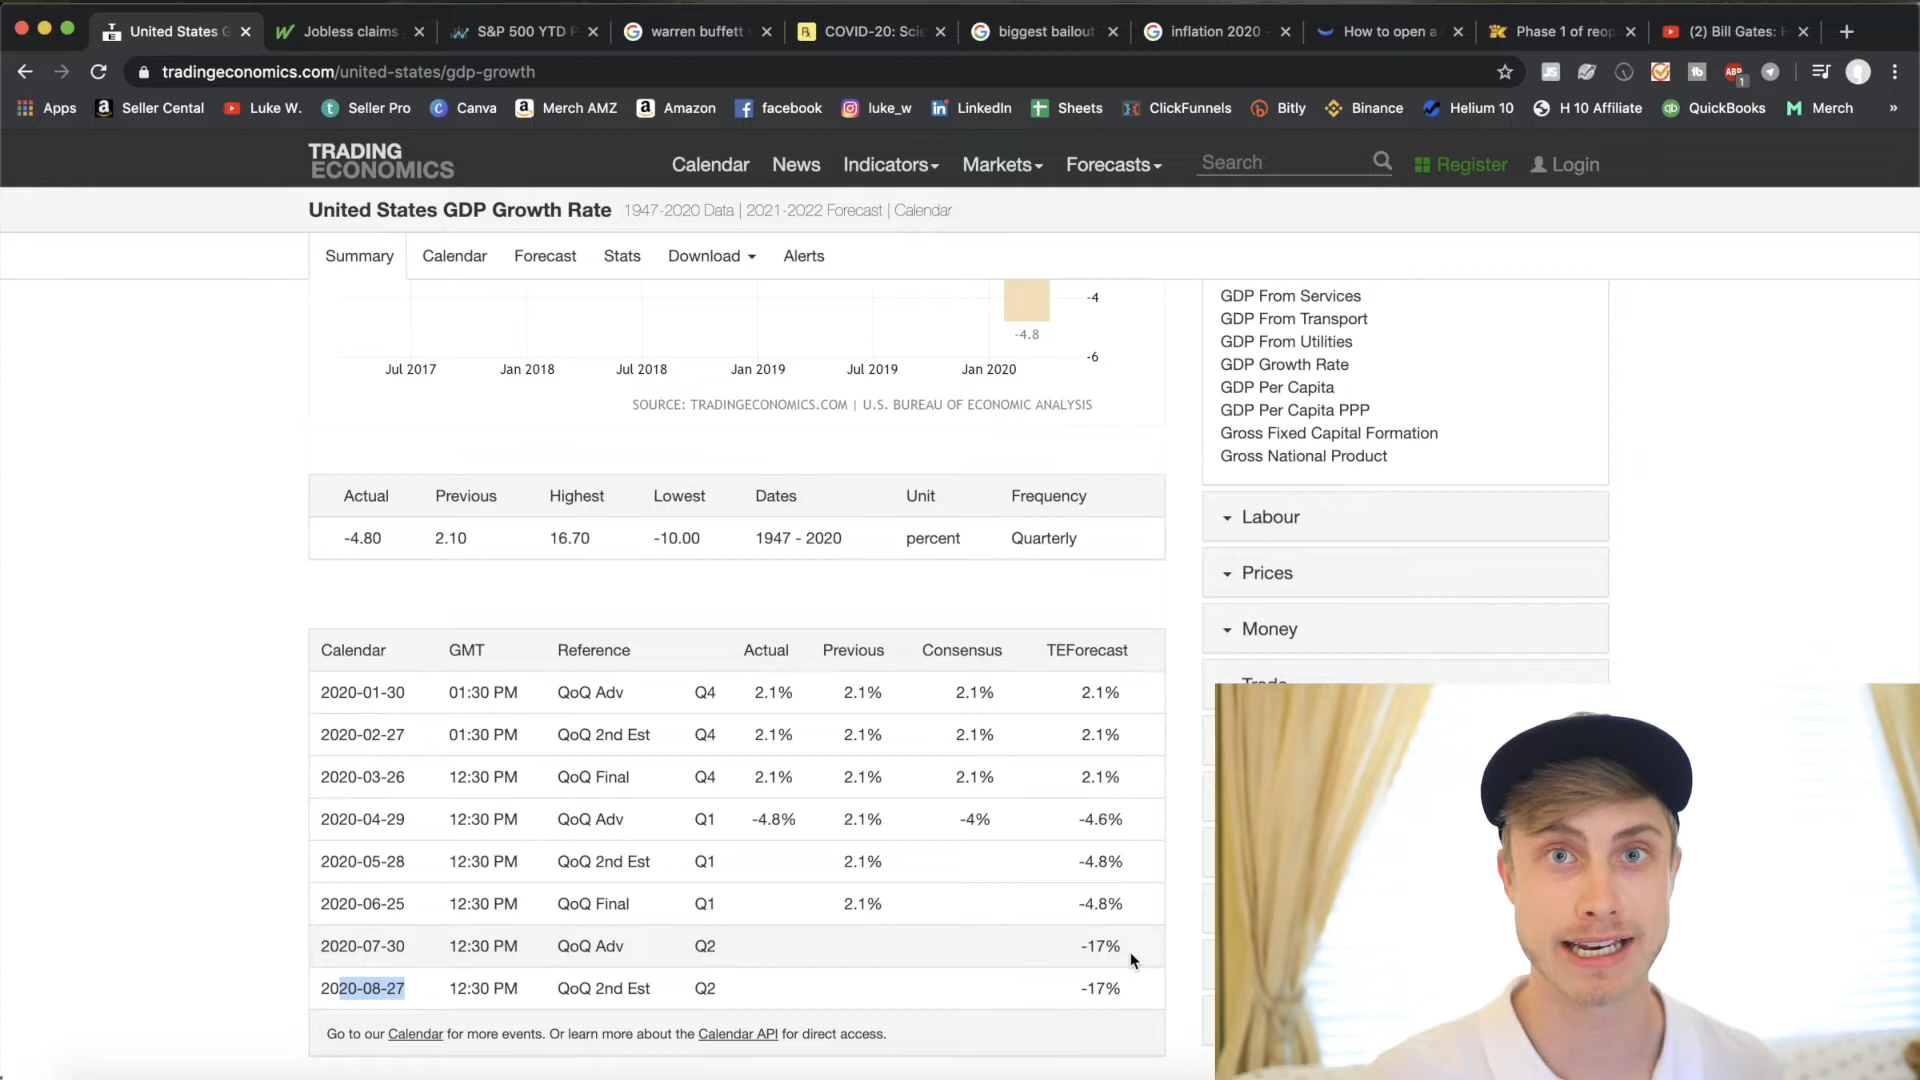 United States G
Jobless claims
S&P 500 YTD P
warren buffett s
COVID-20: Scie
biggest bailout
inflation 2020 -
How to open a
Phase 1 of reop
(2) Bill Gates: H
tradingeconomics.com/united-states/gdp-growth
ABP
1
Apps
Seller Cental
Luke W.
Seller Pro
Canva
Merch AMZ
Amazon
facebook
luke_w
LinkedIn
Sheets
ClickFunnels
Bitly
Binance
Helium 10
H 10 Affiliate
QuickBooks
Merch
»
TRADING
ECONOMICS
Calendar News Indicators Markets Forecasts Search Register Login
United States GDP Growth Rate 1947-2020 Data | 2021-2022 Forecast | Calendar
Summary Calendar Forecast Stats Download Alerts
-4
-4.8
-6
Jul 2017 Jan 2018 Jul 2018 Jan 2019 Jul 2019 Jan 2020
SOURCE: TRADINGECONOMICS.COM | U.S. BUREAU OF ECONOMIC ANALYSIS
GDP From Services
GDP From Transport
GDP From Utilities
GDP Growth Rate
GDP Per Capita
GDP Per Capita PPP
Gross Fixed Capital Formation
Gross National Product
Labour
Prices
Money
Actual Previous Highest Lowest Dates Unit Frequency
-4.80 2.10 16.70 -10.00 1947 - 2020 percent Quarterly
Calendar GMT Reference Actual Previous Consensus TEForecast
2020-01-30 01:30 PM QoQ Adv Q4 2.1% 2.1% 2.1% 2.1%
2020-02-27 01:30 PM QoQ 2nd Est Q4 2.1% 2.1% 2.1% 2.1%
2020-03-26 12:30 PM QoQ Final Q4 2.1% 2.1% 2.1% 2.1%
2020-04-29 12:30 PM QoQ Adv Q1 -4.8% 2.1% -4% -4.6%
2020-05-28 12:30 PM QoQ 2nd Est Q1 2.1% -4.8%
2020-06-25 12:30 PM QoQ Final Q1 2.1% -4.8%
2020-07-30 12:30 PM QoQ Adv Q2 -17%
2020-08-27 12:30 PM QoQ 2nd Est Q2 -17%
Go to our Calendar for more events. Or learn more about the Calendar API for direct access.